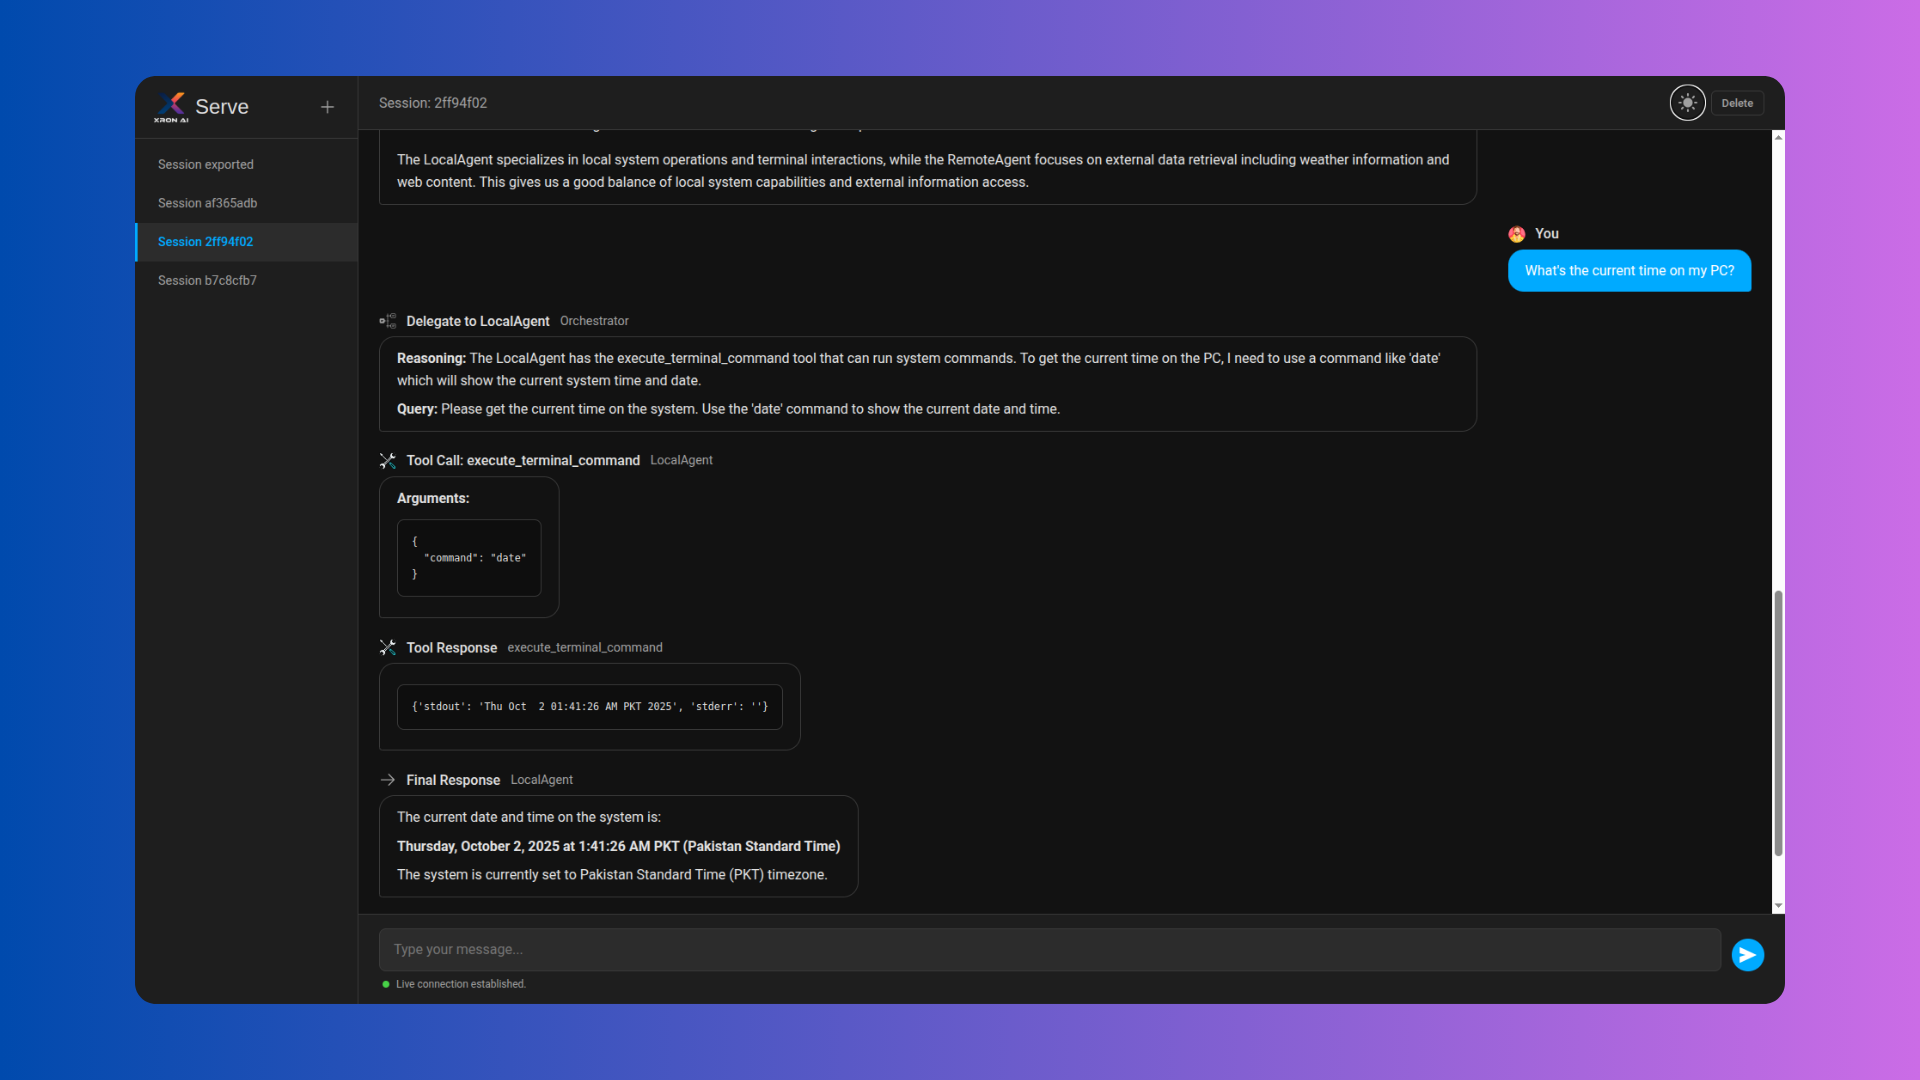 XRON AI
Serve
+
Session exported
Session af365adb
Session 2ff94f02
Session b7c8cfb7
Session: 2ff94f02
Delete
The LocalAgent specializes in local system operations and terminal interactions, while the RemoteAgent focuses on external data retrieval including weather information and
web content. This gives us a good balance of local system capabilities and external information access.
You
What's the current time on my PC?
Delegate to LocalAgent Orchestrator
Reasoning: The LocalAgent has the execute_terminal_command tool that can run system commands. To get the current time on the PC, I need to use a command like 'date'
which will show the current system time and date.
Query: Please get the current time on the system. Use the 'date' command to show the current date and time.
Tool Call: execute_terminal_command LocalAgent
Arguments:
{
  "command": "date"
}
Tool Response execute_terminal_command
{'stdout': 'Thu Oct  2 01:41:26 AM PKT 2025', 'stderr': ''}
Final Response LocalAgent
The current date and time on the system is:
Thursday, October 2, 2025 at 1:41:26 AM PKT (Pakistan Standard Time)
The system is currently set to Pakistan Standard Time (PKT) timezone.
Type your message...
Live connection established.